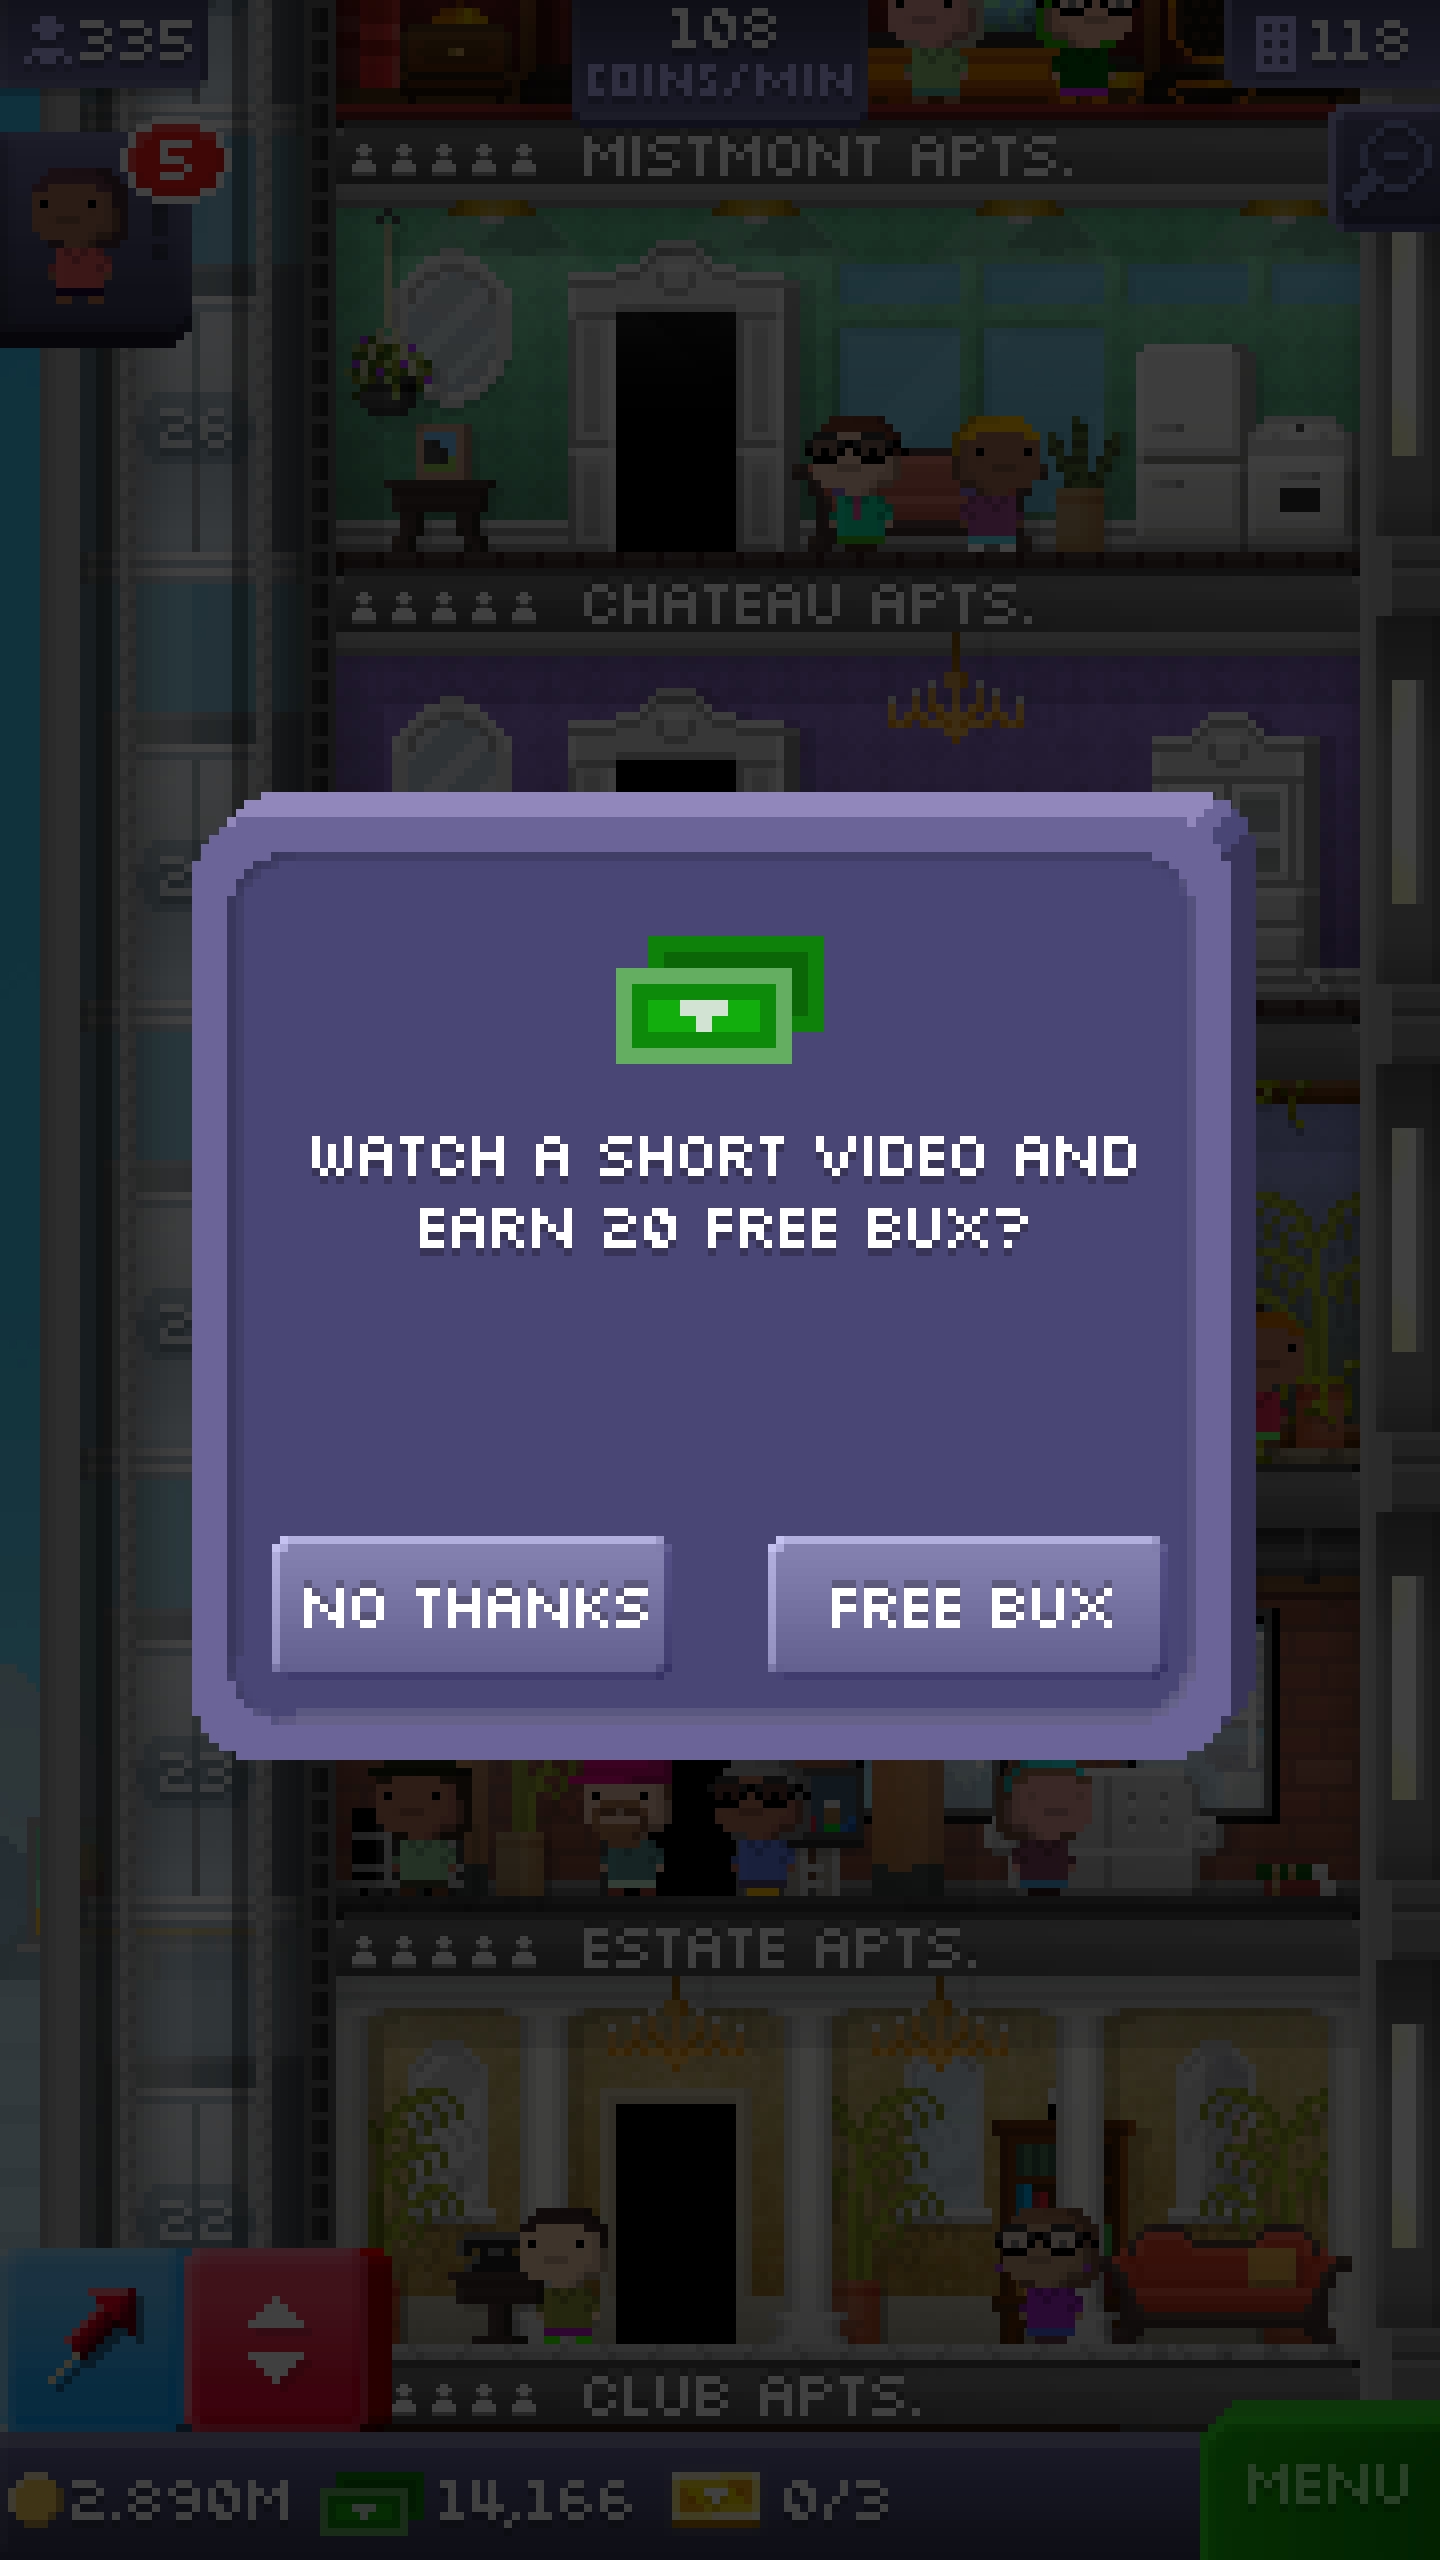 335
108
COINS/MIN
118
5
MISTMONT APTS.
26
CHATEAU APTS.
WATCH A SHORT VIDEO AND
EARN 20 FREE BUX?
NO THANKS
FREE BUX
23
ESTATE APTS.
22
CLUB APTS.
2.890M
14,166
0/3
MENU